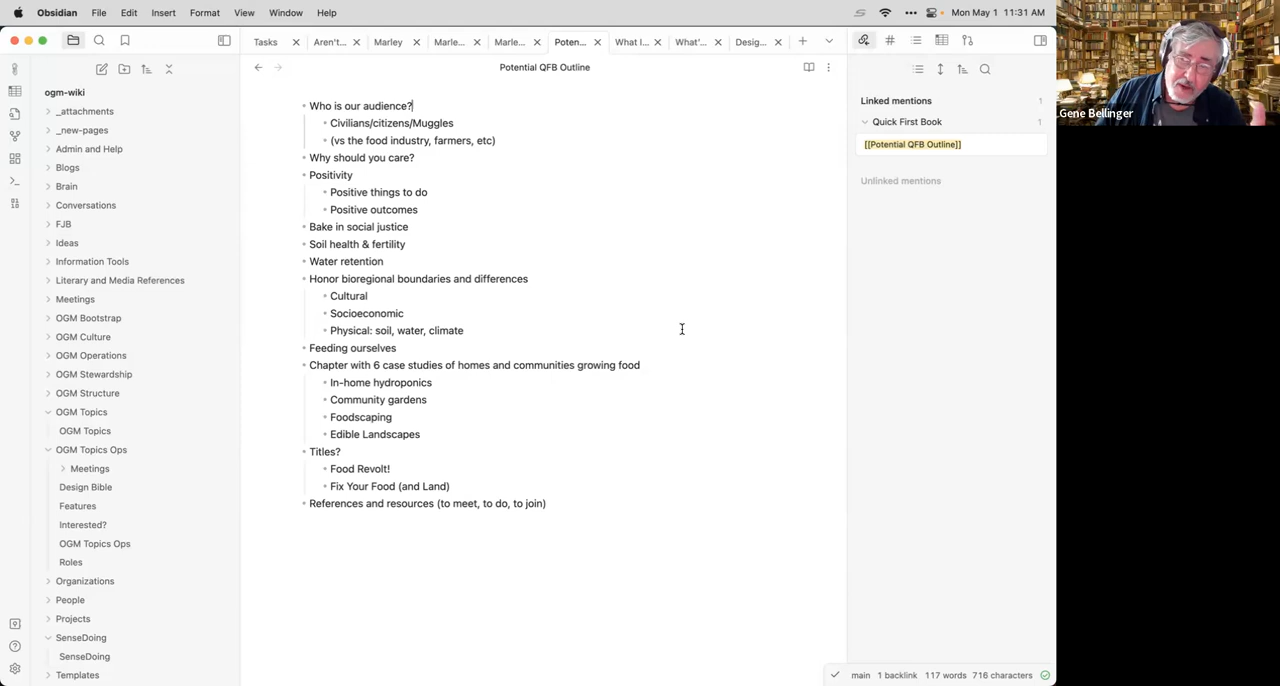 Obsidian File Edit Insert Format View Window Help
Mon May 1 11:31 AM
Tasks
Aren't...
Marley
Marle...
Marle...
Poten...
What I...
What'...
Desig...
Potential QFB Outline
ogm-wiki
_attachments
_new-pages
Admin and Help
Blogs
Brain
Conversations
FJB
Ideas
Information Tools
Literary and Media References
Meetings
OGM Bootstrap
OGM Culture
OGM Operations
OGM Stewardship
OGM Structure
OGM Topics
OGM Topics
OGM Topics Ops
Meetings
Design Bible
Features
Interested?
OGM Topics Ops
Roles
Organizations
People
Projects
SenseDoing
SenseDoing
Templates
Who is our audience?
Civilians/citizens/Muggles
(vs the food industry, farmers, etc)
Why should you care?
Positivity
Positive things to do
Positive outcomes
Bake in social justice
Soil health & fertility
Water retention
Honor bioregional boundaries and differences
Cultural
Socioeconomic
Physical: soil, water, climate
Feeding ourselves
Chapter with 6 case studies of homes and communities growing food
In-home hydroponics
Community gardens
Foodscaping
Edible Landscapes
Titles?
Food Revolt!
Fix Your Food (and Land)
References and resources (to meet, to do, to join)
Linked mentions 1
Quick First Book 1
[[Potential QFB Outline]]
Unlinked mentions
main 1 backlink 117 words 716 characters
Gene Bellinger